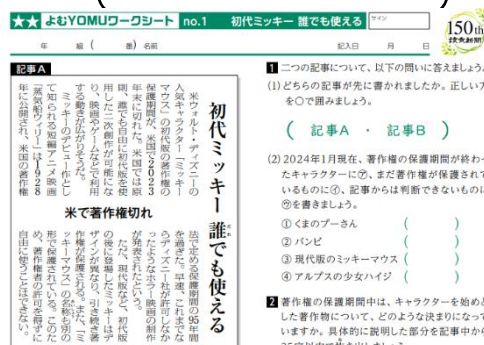 ★★ よむYOMUワークシート no.1 初代ミッキー 誰でも使える サイン
150th
読売新聞
年 組( 番) 名前 記入日 月 日
記事A
初代ミッキー 誰でも使える
だれ
米で著作権切れ
米ウォルト・ディズニーの
人気キャラクター「ミッキー
マウス」の初代版の著作権の
保護期間が、米国で2023
年末に切れた。米国では原
則、誰でも自由に初代版を使
用した二次創作が可能にな
り、映画やゲームなどで利用
する動きが広がりそうだ。
ミッキーのデビュー作とし
て知られる短編アニメ映画
「蒸気船ウィリー」は1928
年に公開され、米国の著作権
法で定める保護期間の95年間
を過ぎた。早速、これまでな
らディズニー社が許可しなか
ったようなホラー映画の制作
が発表されたという。
ただ、現代版など、初代版
の後に登場したミッキーはデ
ザインが異なり、引き続き著
作権が保護される。また、「ミ
ッキーマウス」の名称も別の
形で保護されている。このた
め、著作権者の許可を得ずに
自由に使うことはできない。
1 二つの記事について、以下の問いに答えましょう。
(1)どちらの記事が先に書かれましたか。正しい方
を○で囲みましょう。
( 記事A ・ 記事B )
(2)2024年1月現在、著作権の保護期間が終わっ
たキャラクターに㋐、まだ著作権が保護されて
いるものに㋑、記事からは判断できないものに
㋒を書きましょう。
① くまのプーさん ( )
② バンビ ( )
③ 現代版のミッキーマウス ( )
④ アルプスの少女ハイジ ( )
2 著作権の保護期間中は、キャラクターを始めと
した著作物について、どのような決まりになって
いますか。具体的に説明した部分を記事中から